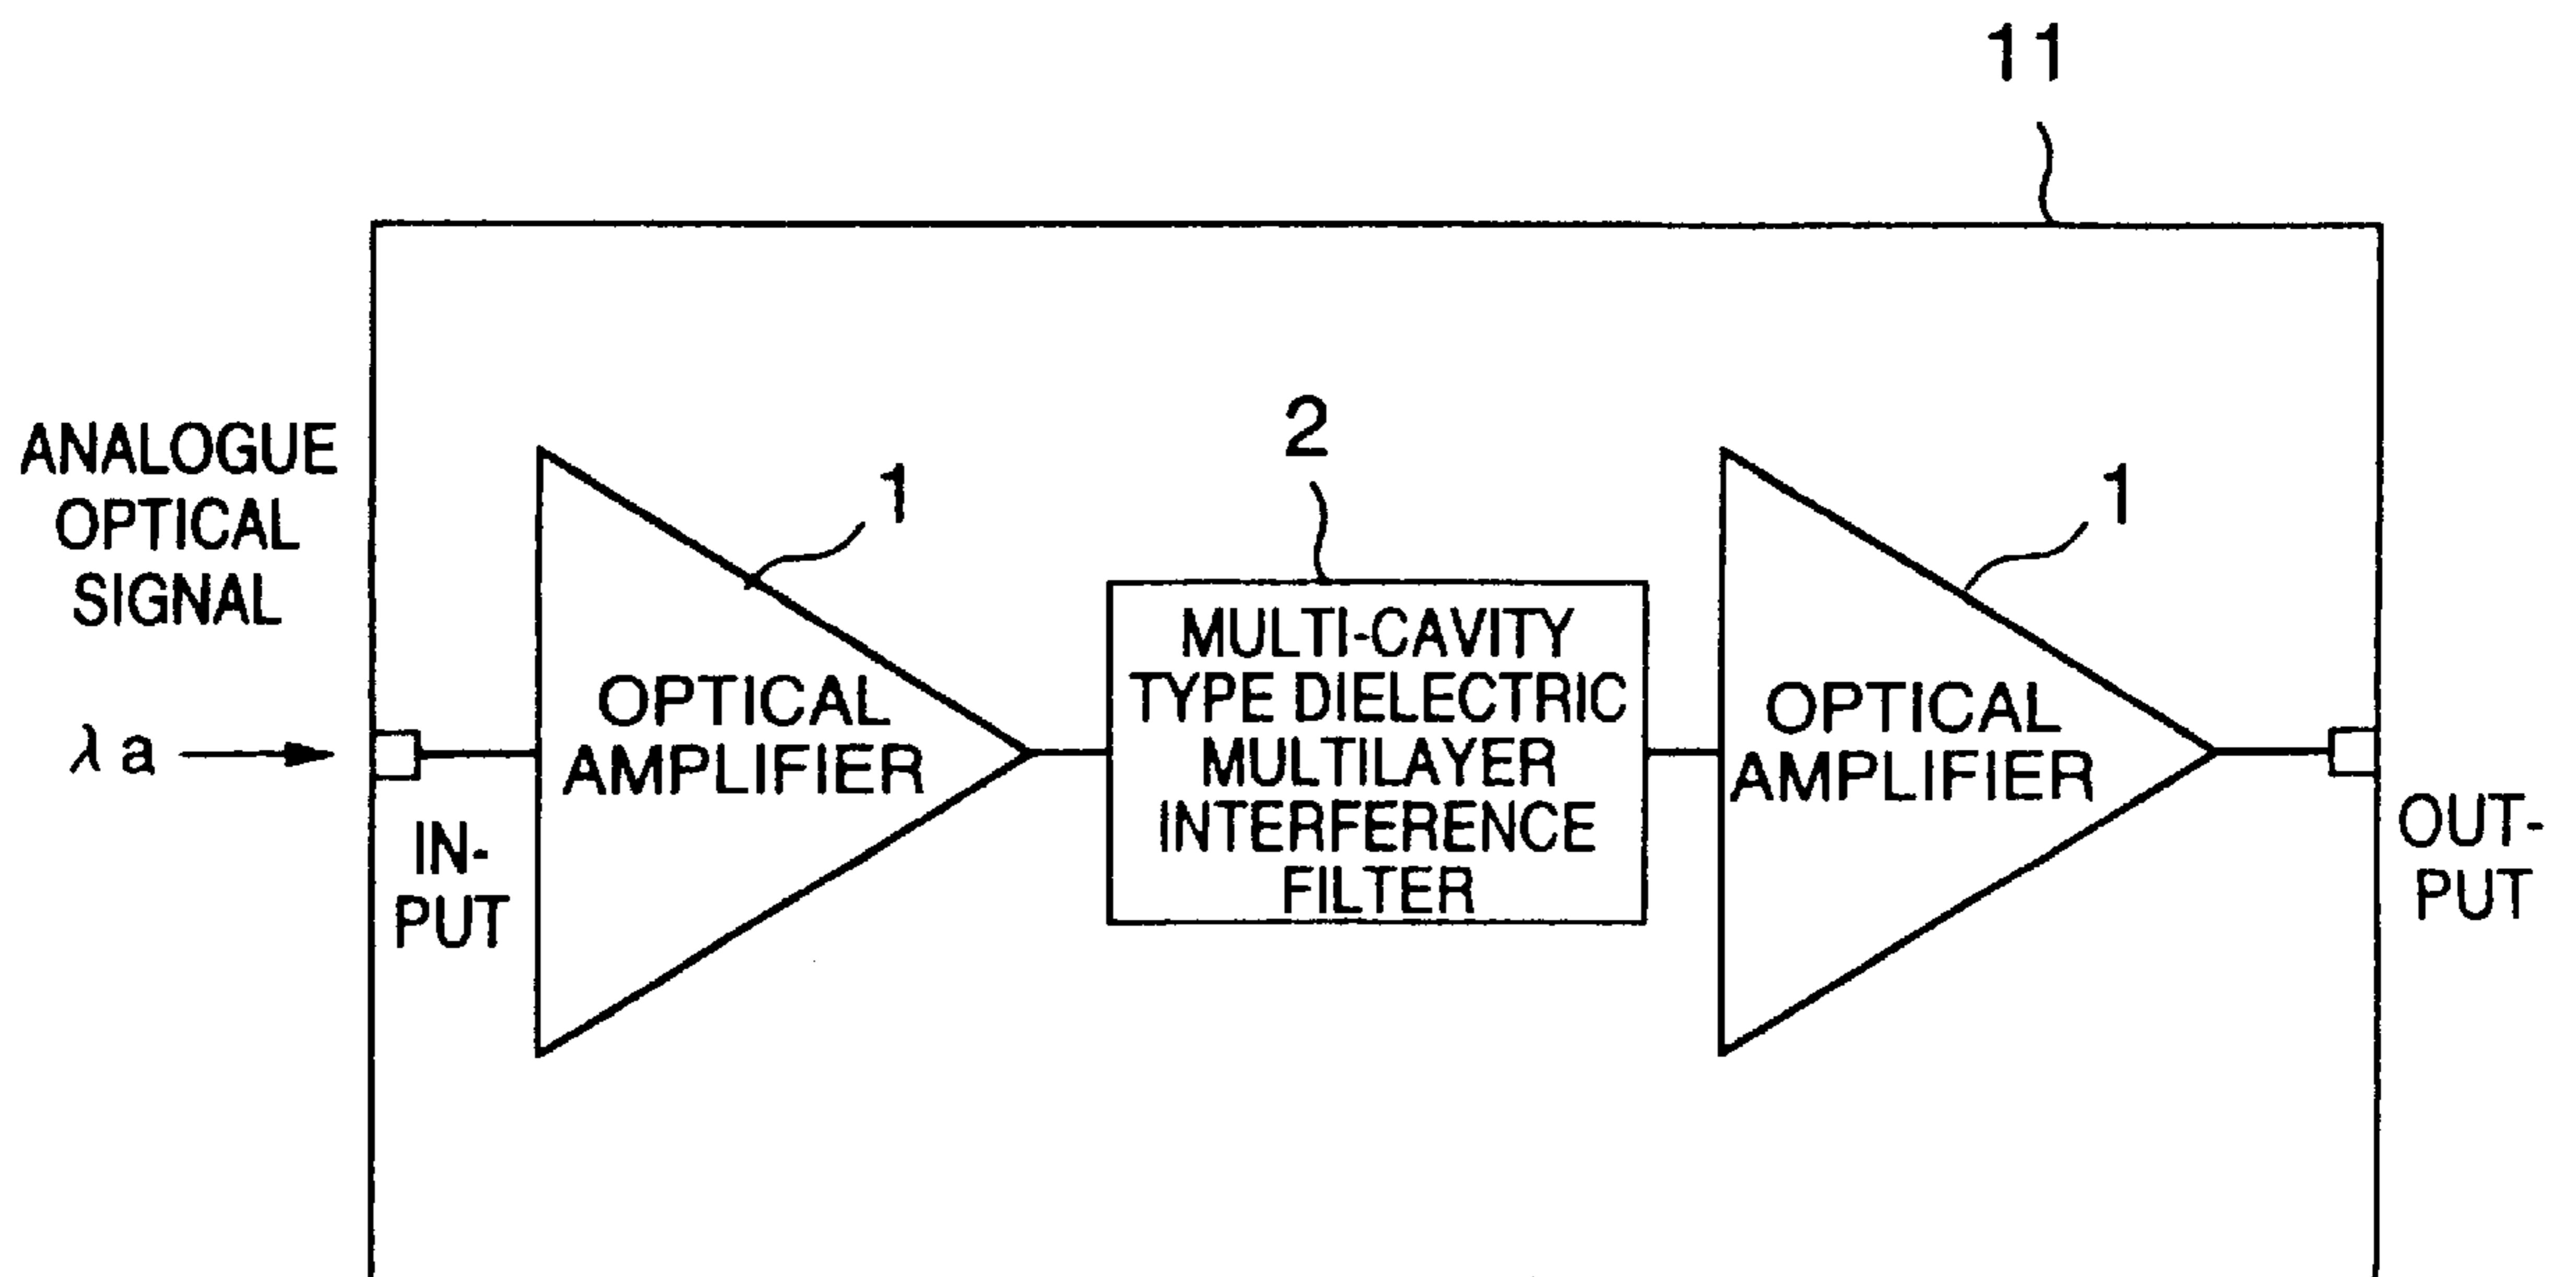 11
ANALOGUE
OPTICAL
SIGNAL
λa
IN-
PUT
1
OPTICAL
AMPLIFIER
2
MULTI-CAVITY
TYPE DIELECTRIC
MULTILAYER
INTERFERENCE
FILTER
1
OPTICAL
AMPLIFIER
OUT-
PUT